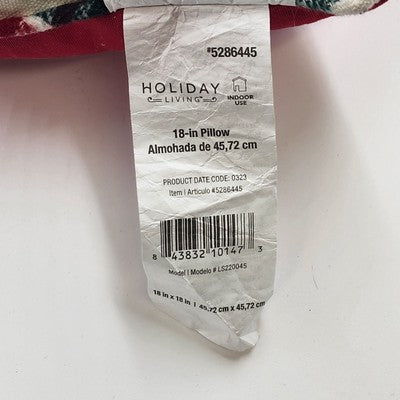 #5286445
HOLIDAY
LIVING™
INDOOR
USE
18-in Pillow
Almohada de 45,72 cm
PRODUCT DATE CODE: 0323
Item | Artículo #5286445
8 43832 10147 3
Model | Modelo # LS220045
18 in x 18 in | 45,72 cm x 45,72 cm